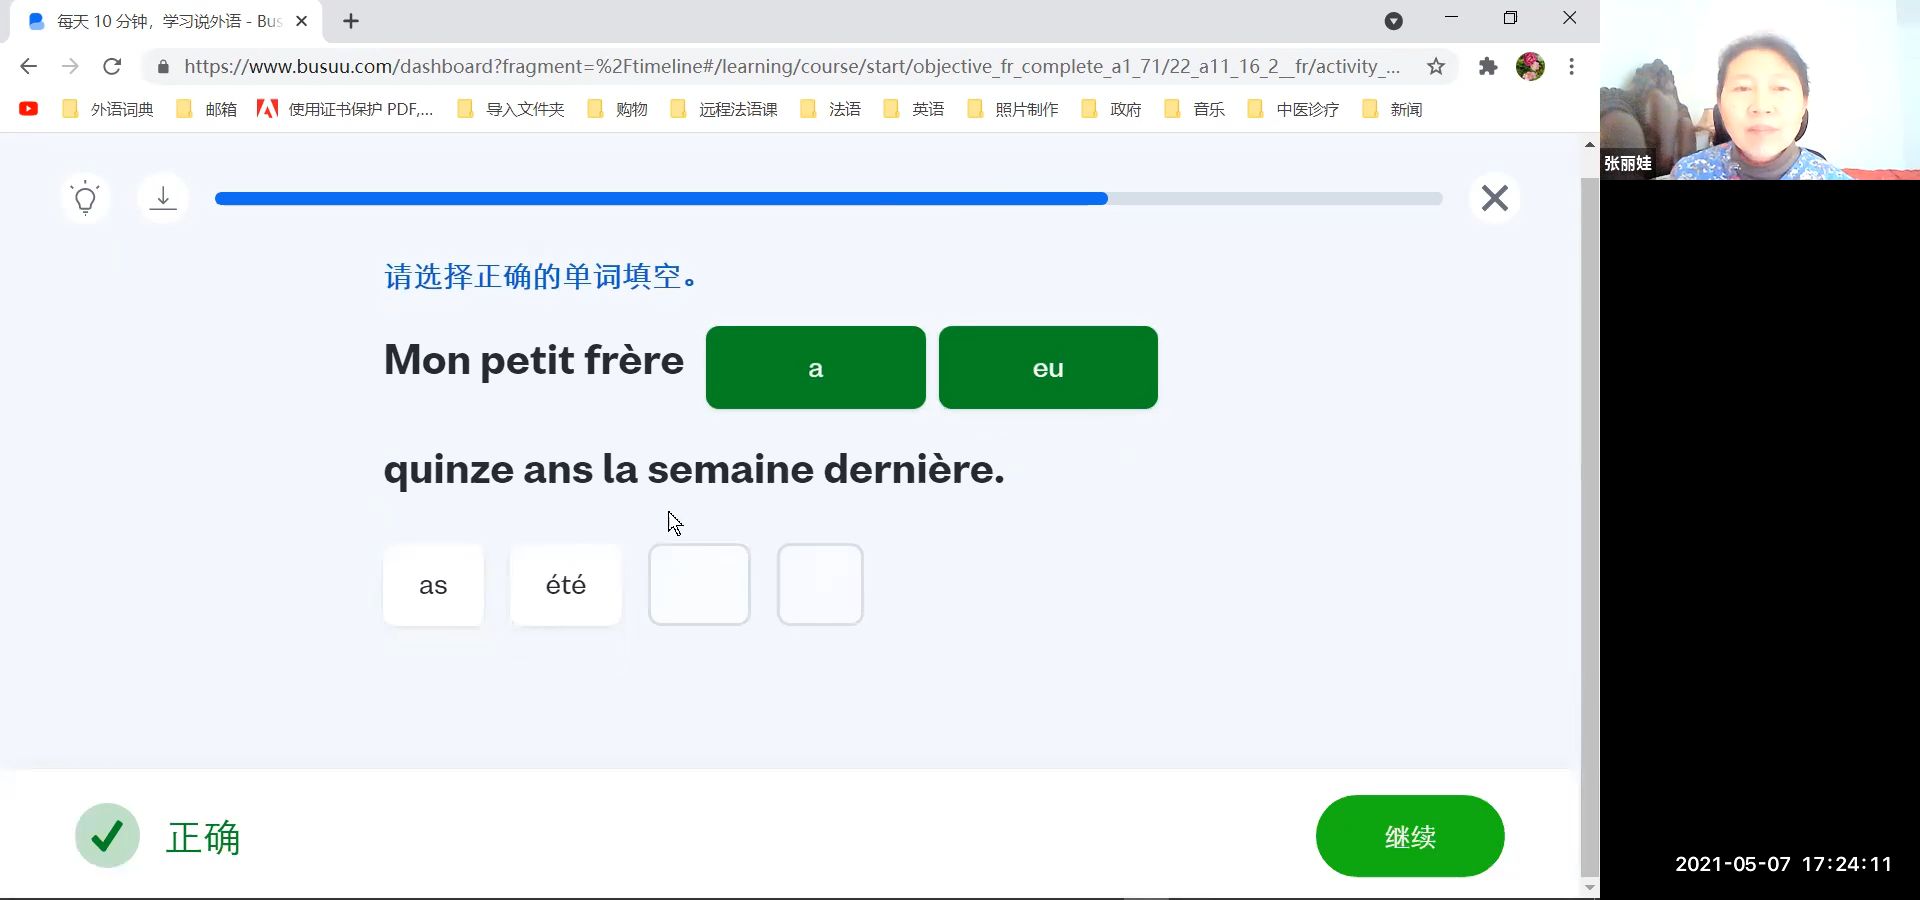 每天 10 分钟，学习说外语 - Bus
https://www.busuu.com/dashboard?fragment=%2Ftimeline#/learning/course/start/objective_fr_complete_a1_71/22_a11_16_2__fr/activity_...
外语词典 邮箱 使用证书保护 PDF,... 导入文件夹 购物 远程法语课 法语 英语 照片制作 政府 音乐 中医诊疗 新闻
张丽娃
请选择正确的单词填空。
Mon petit frère a eu
quinze ans la semaine dernière.
as été
正确
继续
2021-05-07 17:24:11